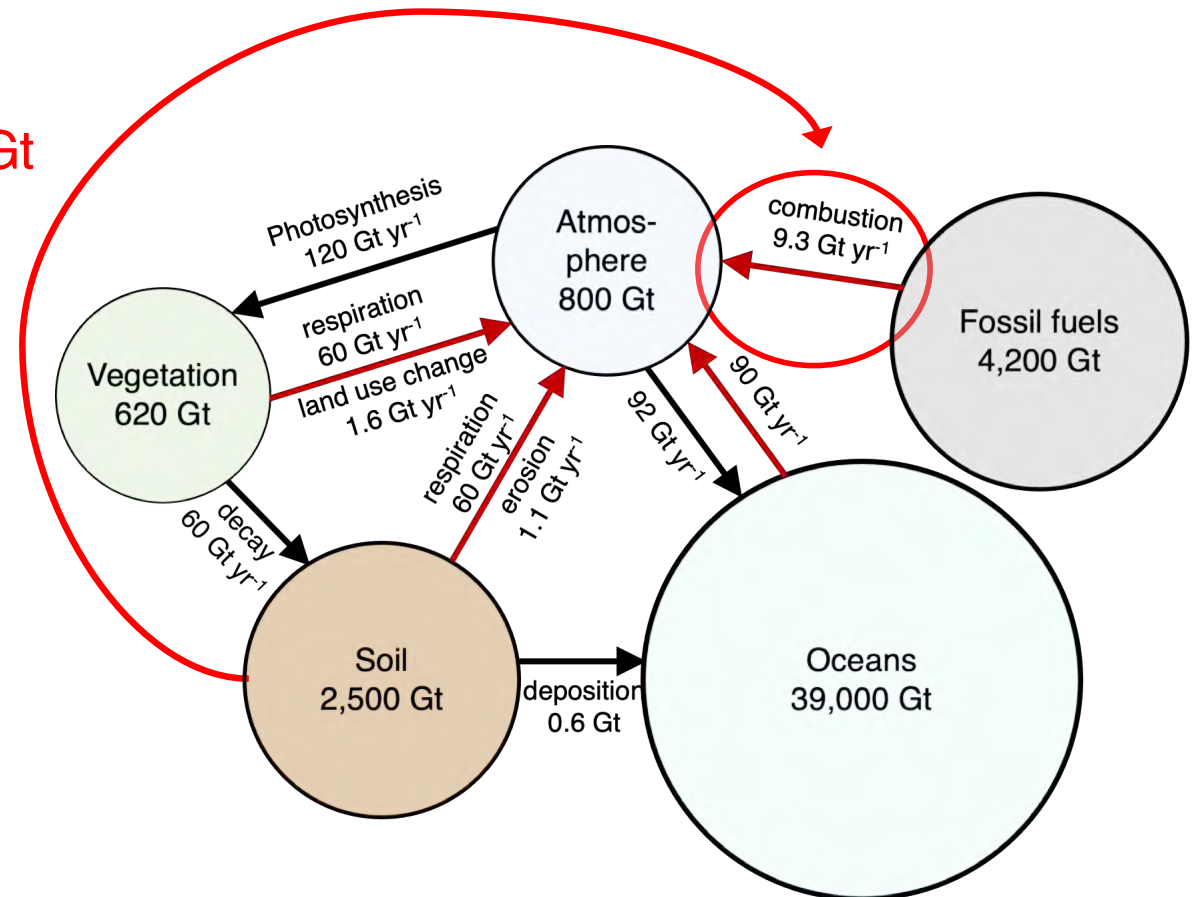 Gt
Photosynthesis
120 Gt yr⁻¹
Atmos-
phere
800 Gt
combustion
9.3 Gt yr⁻¹
Fossil fuels
4,200 Gt
respiration
60 Gt yr⁻¹
land use change
1.6 Gt yr⁻¹
Vegetation
620 Gt
respiration
60 Gt yr⁻¹
erosion
1.1 Gt yr⁻¹
92 Gt yr⁻¹
90 Gt yr⁻¹
decay
60 Gt yr⁻¹
Soil
2,500 Gt
deposition
0.6 Gt
Oceans
39,000 Gt